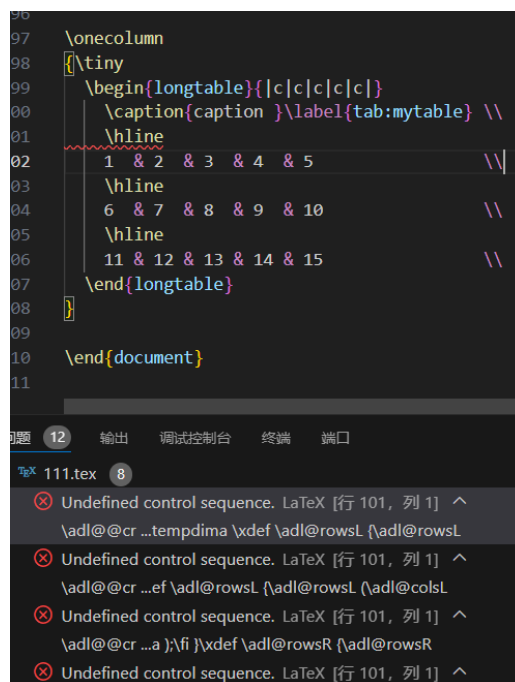 96
97 \onecolumn
98 {\tiny
99 \begin{longtable}{|c|c|c|c|c|}
00 \caption{caption }\label{tab:mytable} \\
01 \hline
02 1 & 2 & 3 & 4 & 5 \\
03 \hline
04 6 & 7 & 8 & 9 & 10 \\
05 \hline
06 11 & 12 & 13 & 14 & 15 \\
07 \end{longtable}
08 }
09
10 \end{document}
11
问题 12 输出 调试控制台 终端 端口
TEX 111.tex 8
Undefined control sequence. LaTeX [行 101，列 1]
\adl@@cr ...tempdima \xdef \adl@rowsL {\adl@rowsL
Undefined control sequence. LaTeX [行 101，列 1]
\adl@@cr ...ef \adl@rowsL {\adl@rowsL (\adl@colsL
Undefined control sequence. LaTeX [行 101，列 1]
\adl@@cr ...a );\fi }\xdef \adl@rowsR {\adl@rowsR
Undefined control sequence. LaTeX [行 101，列 1]